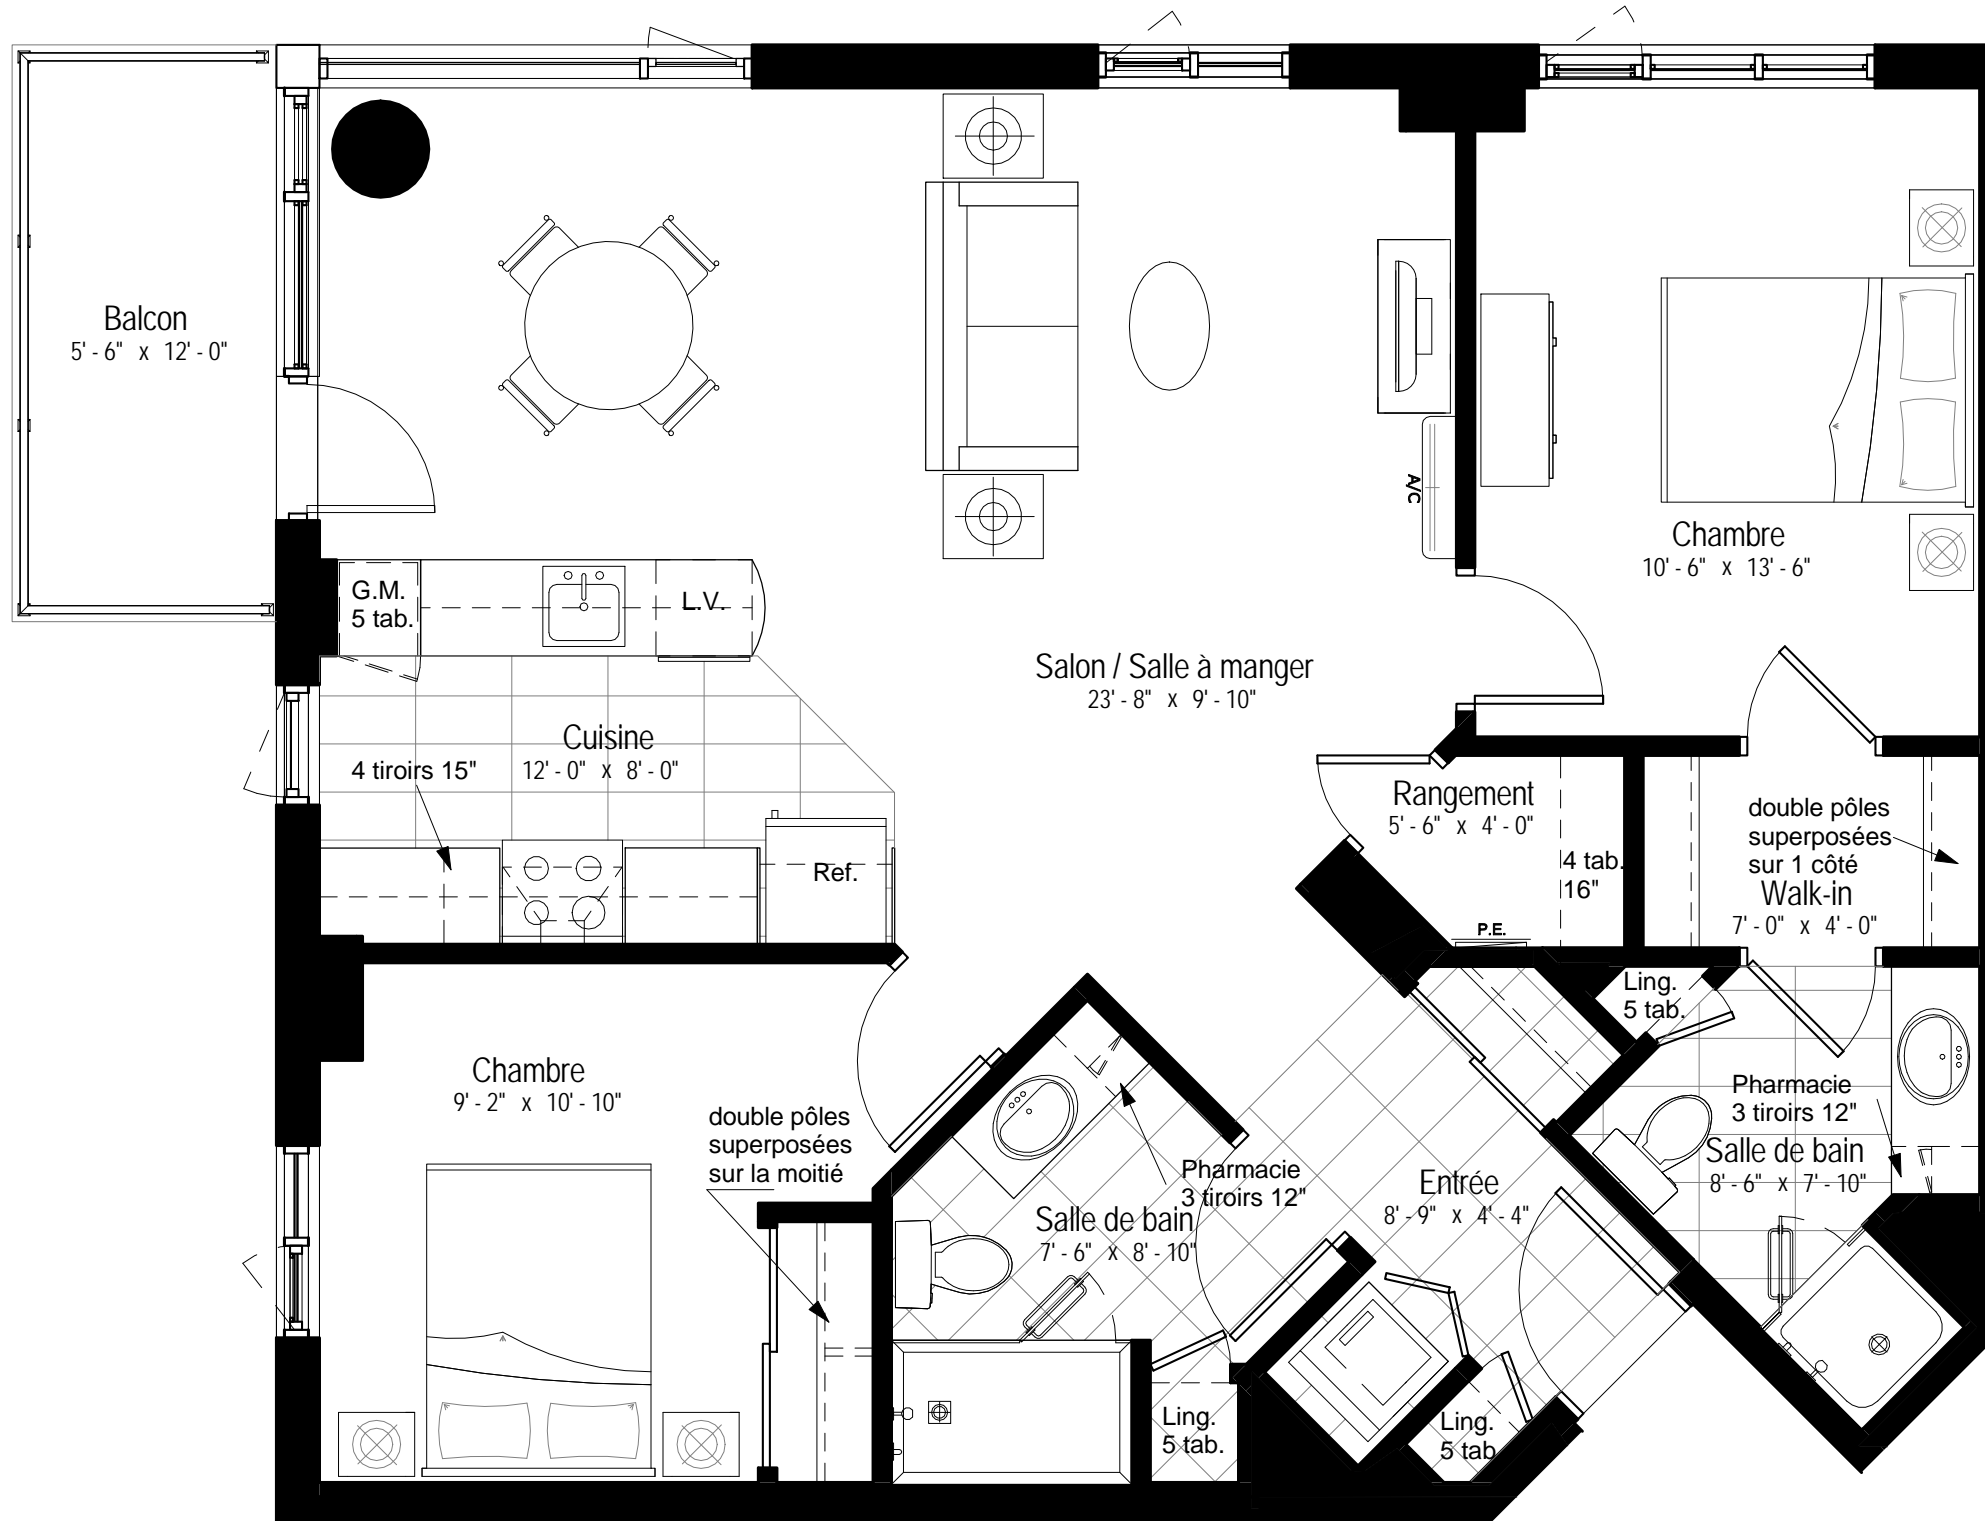 Balcon
5' - 6" x 12' - 0"
A/C
Chambre
10' - 6" x 13' - 6"
G.M.
5 tab.
L.V.
Salon / Salle à manger
23' - 8" x 9' - 10"
Cuisine
12' - 0" x 8' - 0"
4 tiroirs 15"
Ref.
Rangement
5' - 6" x 4' - 0"
4 tab.
16"
P.E.
double pôles
superposées
sur 1 côté
Walk-in
7' - 0" x 4' - 0"
Ling.
5 tab.
Chambre
9' - 2" x 10' - 10"
double pôles
superposées
sur la moitié
Pharmacie
3 tiroirs 12"
Salle de bain
7' - 6" x 8' - 10"
Entrée
8' - 9" x 4' - 4"
Pharmacie
3 tiroirs 12"
Salle de bain
8' - 6" x 7' - 10"
Ling.
5 tab.
Ling.
5 tab